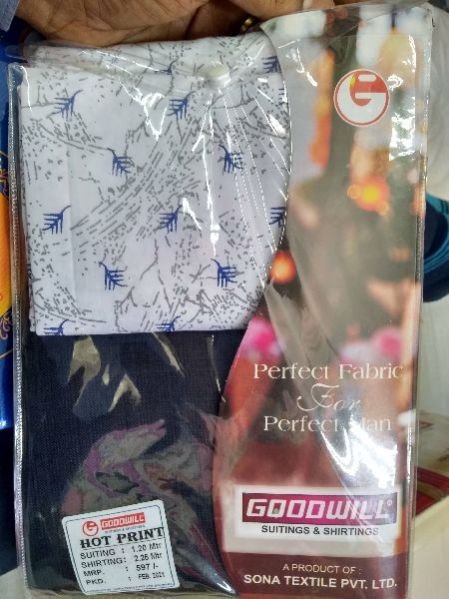 G
Perfect Fabric
For
Perfect Man
GOODWILL
SUITINGS & SHIRTINGS
A PRODUCT OF :
SONA TEXTILE PVT. LTD.
G GOODWILL
HOT PRINT
SUITING : 1.20 Mtr
SHIRTING: 2.25 Mtr
MRP. : 597 /-
PKD. : FEB. 2021